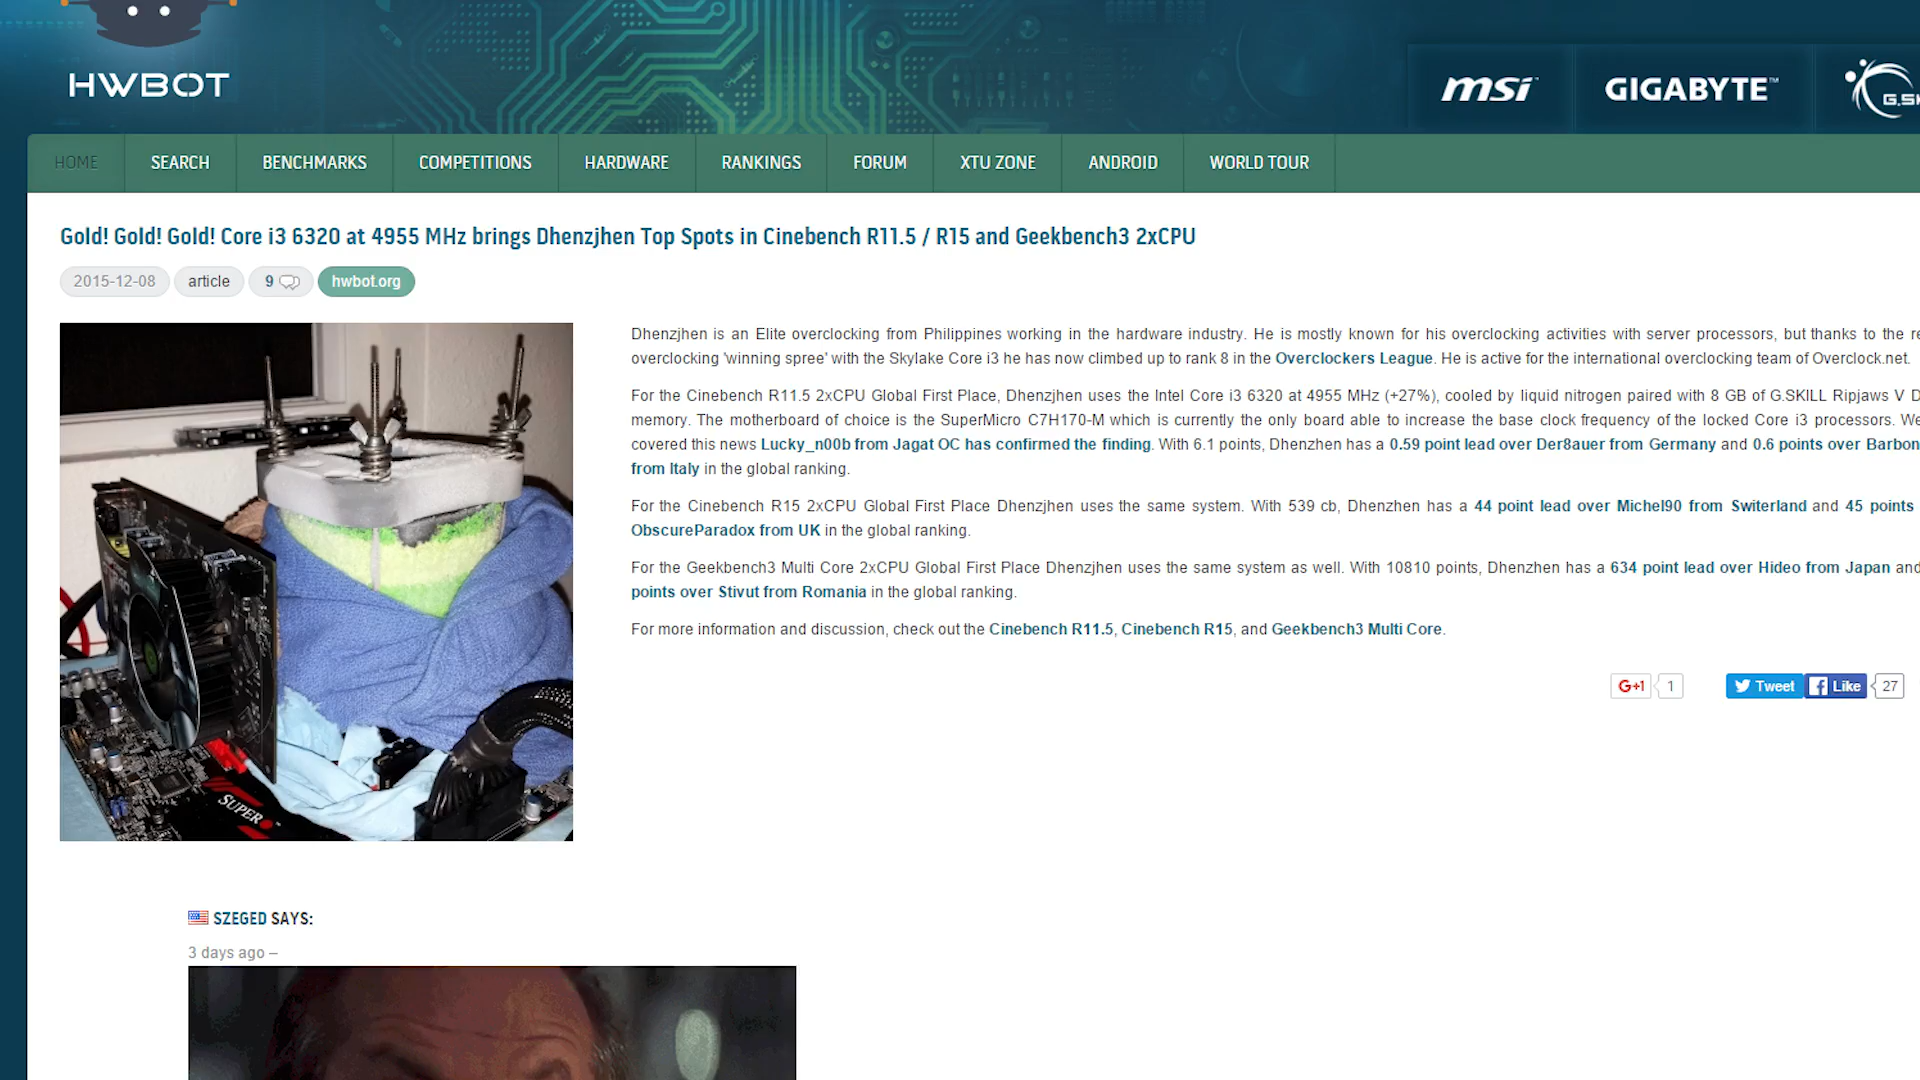 HWBOT
msi
GIGABYTE™
G.SK
HOME SEARCH BENCHMARKS COMPETITIONS HARDWARE RANKINGS FORUM XTU ZONE ANDROID WORLD TOUR
Gold! Gold! Gold! Core i3 6320 at 4955 MHz brings Dhenzjhen Top Spots in Cinebench R11.5 / R15 and Geekbench3 2xCPU
2015-12-08 article 9 hwbot.org
Dhenzjhen is an Elite overclocking from Philippines working in the hardware industry. He is mostly known for his overclocking activities with server processors, but thanks to the re
overclocking 'winning spree' with the Skylake Core i3 he has now climbed up to rank 8 in the Overclockers League. He is active for the international overclocking team of Overclock.net.
For the Cinebench R11.5 2xCPU Global First Place, Dhenzjhen uses the Intel Core i3 6320 at 4955 MHz (+27%), cooled by liquid nitrogen paired with 8 GB of G.SKILL Ripjaws V D
memory. The motherboard of choice is the SuperMicro C7H170-M which is currently the only board able to increase the base clock frequency of the locked Core i3 processors. We
covered this news Lucky_n00b from Jagat OC has confirmed the finding. With 6.1 points, Dhenzhen has a 0.59 point lead over Der8auer from Germany and 0.6 points over Barbon
from Italy in the global ranking.
For the Cinebench R15 2xCPU Global First Place Dhenzjhen uses the same system. With 539 cb, Dhenzhen has a 44 point lead over Michel90 from Switerland and 45 points
ObscureParadox from UK in the global ranking.
For the Geekbench3 Multi Core 2xCPU Global First Place Dhenzjhen uses the same system as well. With 10810 points, Dhenzhen has a 634 point lead over Hideo from Japan and
points over Stivut from Romania in the global ranking.
For more information and discussion, check out the Cinebench R11.5, Cinebench R15, and Geekbench3 Multi Core.
G+1 1 Tweet Like 27
SUPER
SZEGED SAYS:
3 days ago –